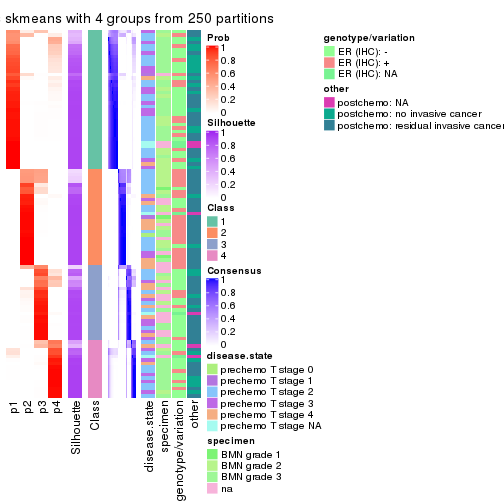 skmeans with 4 groups from 250 partitions
Prob
1
0.8
0.6
0.4
0.2
0
Silhouette
1
0.8
0.6
0.4
0.2
0
Class
1
2
3
4
Consensus
1
0.8
0.6
0.4
0.2
0
disease.state
prechemo T stage 0
prechemo T stage 1
prechemo T stage 2
prechemo T stage 3
prechemo T stage 4
prechemo T stage NA
specimen
BMN grade 1
BMN grade 2
BMN grade 3
na
genotype/variation
ER (IHC): -
ER (IHC): +
ER (IHC): NA
other
postchemo: NA
postchemo: no invasive cancer
postchemo: residual invasive cancer
p1
p2
p3
p4
Silhouette
Class
disease.state
specimen
genotype/variation
other